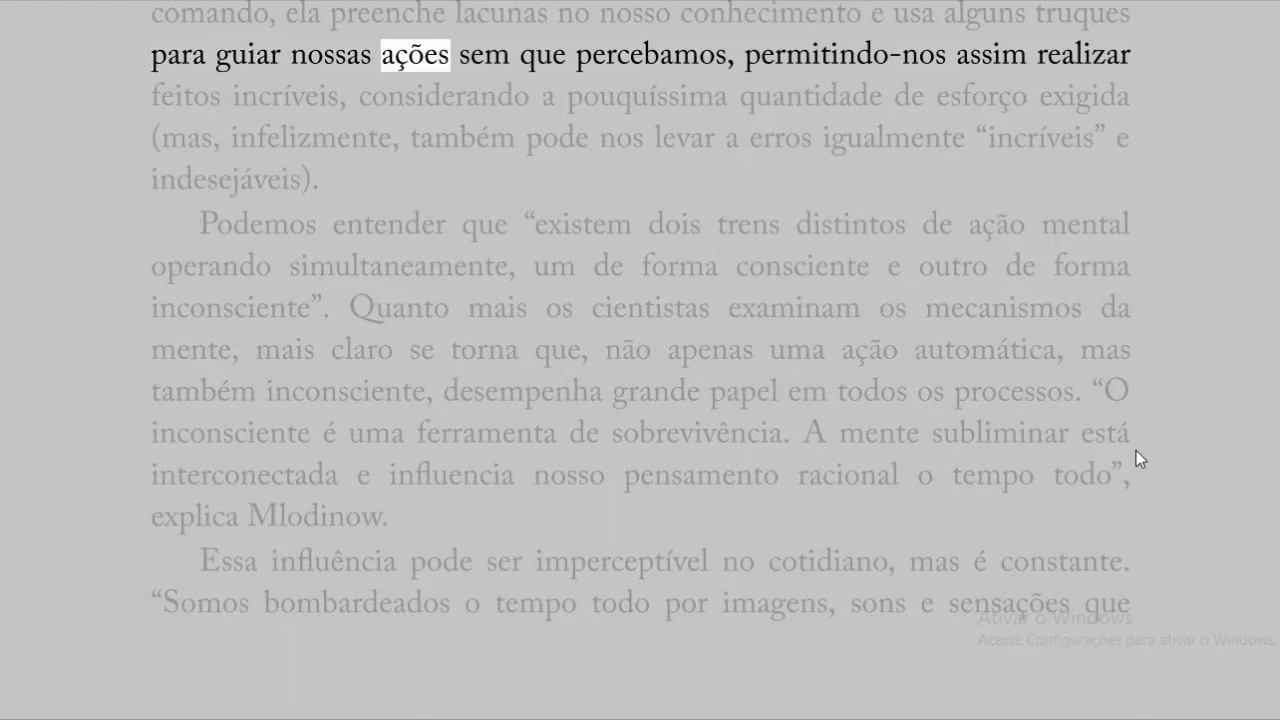 comando, ela preenche lacunas no nosso conhecimento e usa alguns truques
para guiar nossas ações sem que percebamos, permitindo-nos assim realizar
feitos incríveis, considerando a pouquíssima quantidade de esforço exigida
(mas, infelizmente, também pode nos levar a erros igualmente “incríveis” e
indesejáveis).
Podemos entender que “existem dois trens distintos de ação mental
operando simultaneamente, um de forma consciente e outro de forma
inconsciente”. Quanto mais os cientistas examinam os mecanismos da
mente, mais claro se torna que, não apenas uma ação automática, mas
também inconsciente, desempenha grande papel em todos os processos. “O
inconsciente é uma ferramenta de sobrevivência. A mente subliminar está
interconectada e influencia nosso pensamento racional o tempo todo”,
explica Mlodinow.
Essa influência pode ser imperceptível no cotidiano, mas é constante.
“Somos bombardeados o tempo todo por imagens, sons e sensações que
Ativar o Windows
Acesse Configurações para ativar o Windows.